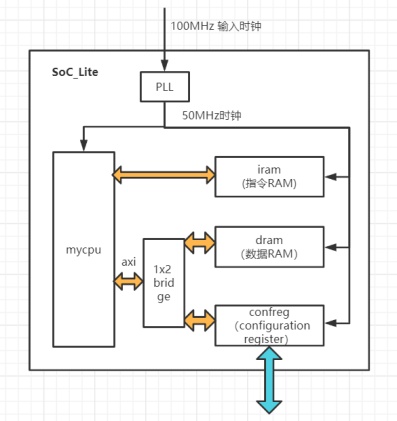 100MHz 输入时钟
SoC_Lite
PLL
50MHz时钟
iram
(指令RAM)
mycpu
dram
(数据RAM）
axi
1x2
brid
ge
confreg
（configuration
register）